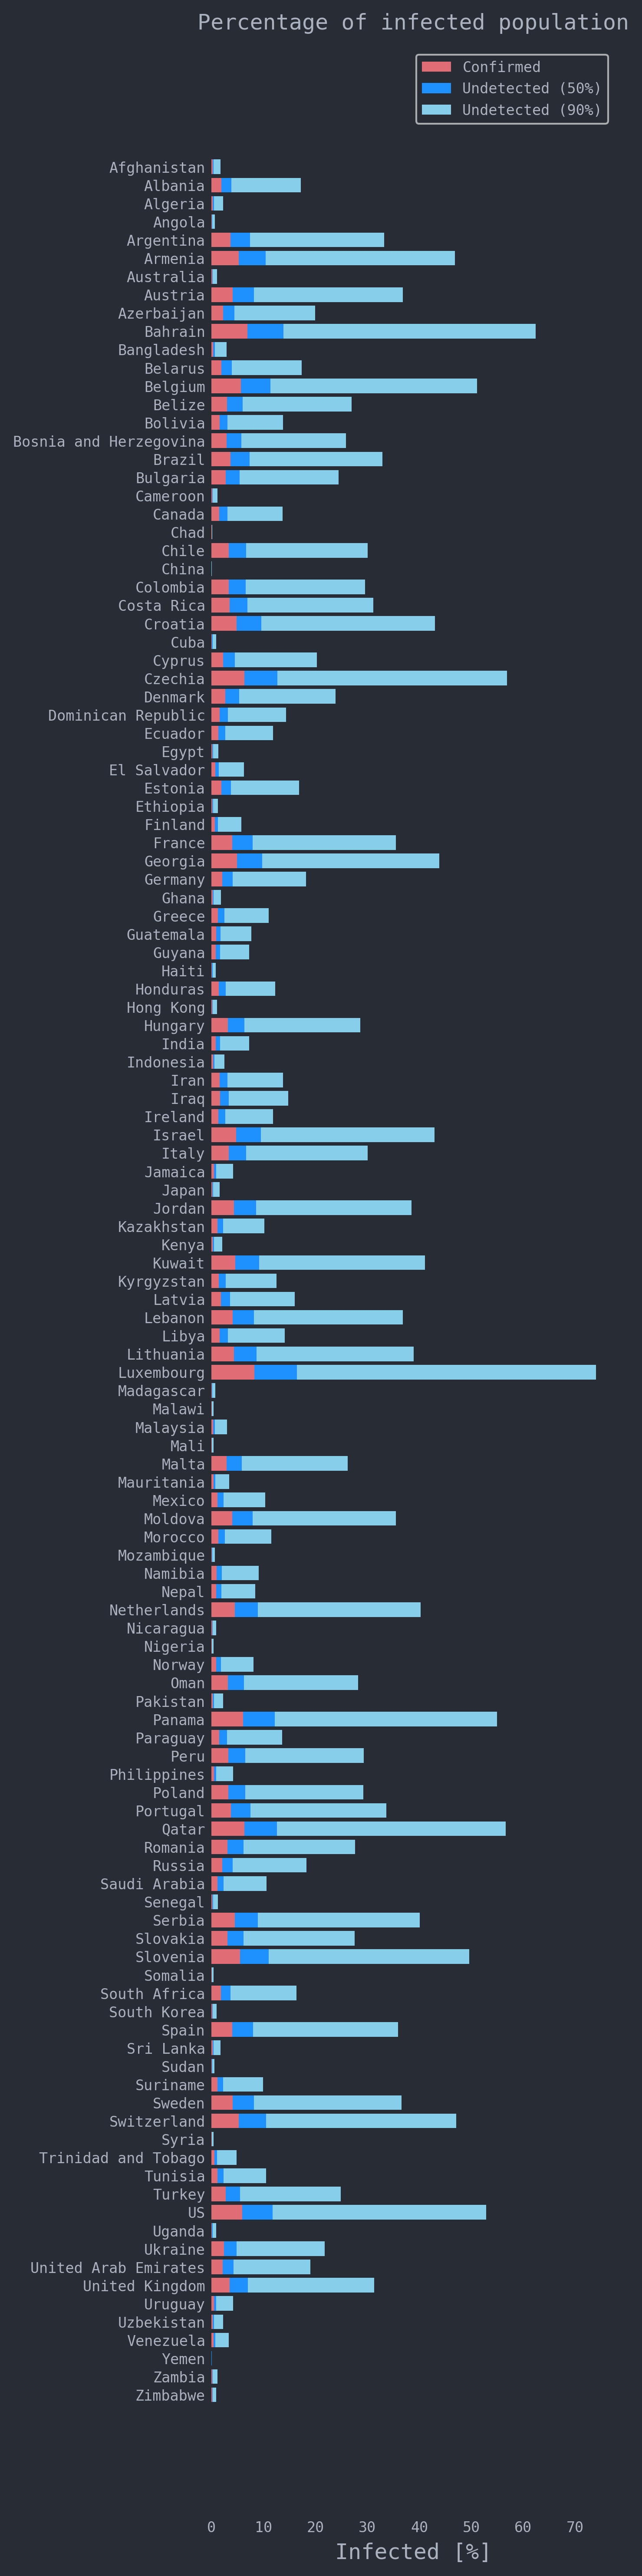 Percentage of infected population
Confirmed
Undetected (50%)
Undetected (90%)
Afghanistan
Albania
Algeria
Angola
Argentina
Armenia
Australia
Austria
Azerbaijan
Bahrain
Bangladesh
Belarus
Belgium
Belize
Bolivia
Bosnia and Herzegovina
Brazil
Bulgaria
Cameroon
Canada
Chad
Chile
China
Colombia
Costa Rica
Croatia
Cuba
Cyprus
Czechia
Denmark
Dominican Republic
Ecuador
Egypt
El Salvador
Estonia
Ethiopia
Finland
France
Georgia
Germany
Ghana
Greece
Guatemala
Guyana
Haiti
Honduras
Hong Kong
Hungary
India
Indonesia
Iran
Iraq
Ireland
Israel
Italy
Jamaica
Japan
Jordan
Kazakhstan
Kenya
Kuwait
Kyrgyzstan
Latvia
Lebanon
Libya
Lithuania
Luxembourg
Madagascar
Malawi
Malaysia
Mali
Malta
Mauritania
Mexico
Moldova
Morocco
Mozambique
Namibia
Nepal
Netherlands
Nicaragua
Nigeria
Norway
Oman
Pakistan
Panama
Paraguay
Peru
Philippines
Poland
Portugal
Qatar
Romania
Russia
Saudi Arabia
Senegal
Serbia
Slovakia
Slovenia
Somalia
South Africa
South Korea
Spain
Sri Lanka
Sudan
Suriname
Sweden
Switzerland
Syria
Trinidad and Tobago
Tunisia
Turkey
US
Uganda
Ukraine
United Arab Emirates
United Kingdom
Uruguay
Uzbekistan
Venezuela
Yemen
Zambia
Zimbabwe
0 10 20 30 40 50 60 70
Infected [%]